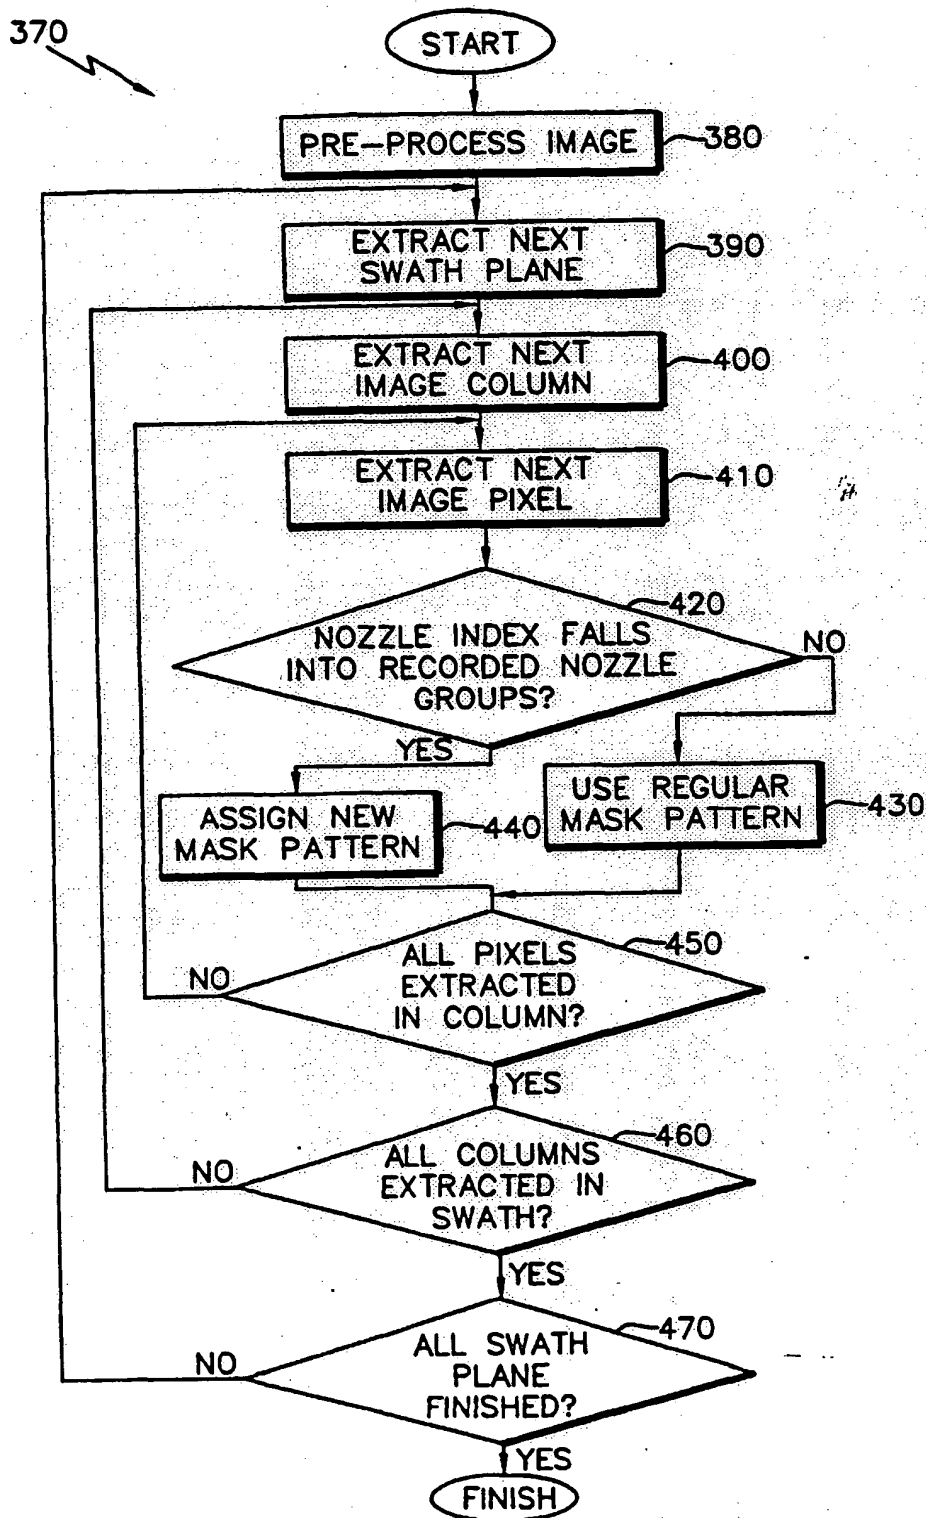 370
START
PRE-PROCESS IMAGE
380
EXTRACT NEXT
SWATH PLANE
390
EXTRACT NEXT
IMAGE COLUMN
400
EXTRACT NEXT
IMAGE PIXEL
410
420
NOZZLE INDEX FALLS
INTO RECORDED NOZZLE
GROUPS?
NO
YES
ASSIGN NEW
MASK PATTERN
440
USE REGULAR
MASK PATTERN
430
450
ALL PIXELS
EXTRACTED
IN COLUMN?
NO
YES
460
ALL COLUMNS
EXTRACTED IN
SWATH?
NO
YES
470
ALL SWATH
PLANE
FINISHED?
NO
YES
FINISH